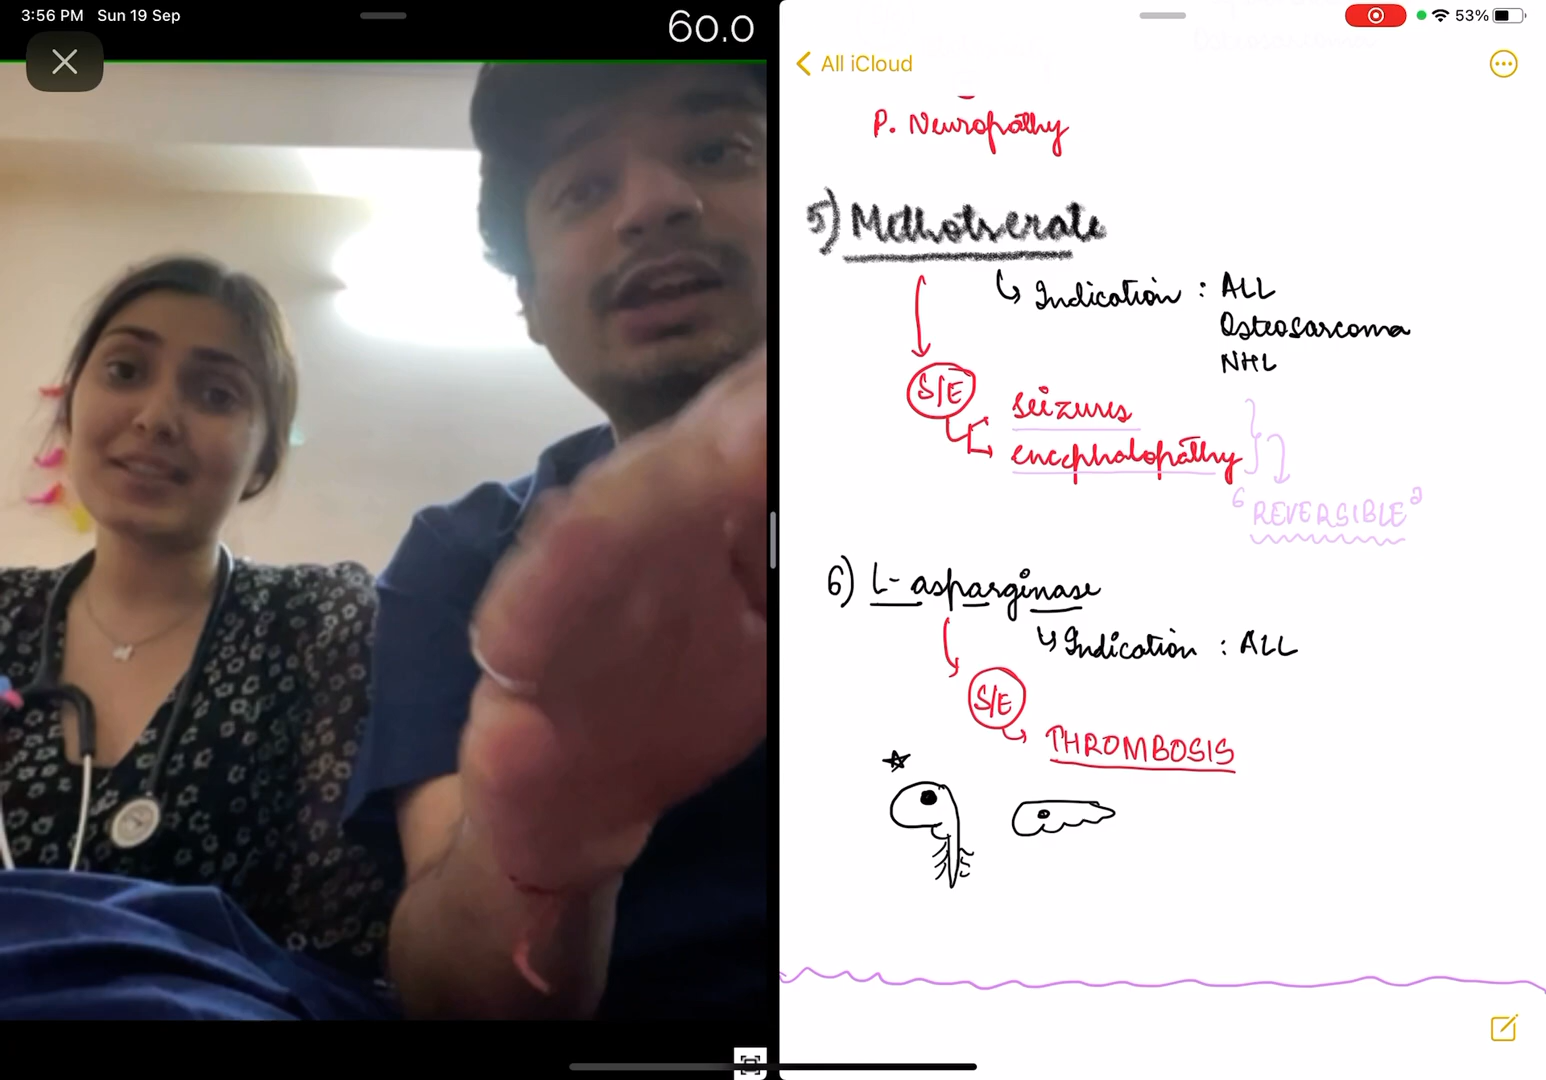 3:56 PM Sun 19 Sep
60.0
53%
All iCloud
P. Neuropathy
5) Methotrexate
Indication : ALL
Osteosarcoma
NHL
S/E
seizures
encephalopathy
"REVERSIBLE"
6) L-asparginase
Indication : ALL
S/E
THROMBOSIS